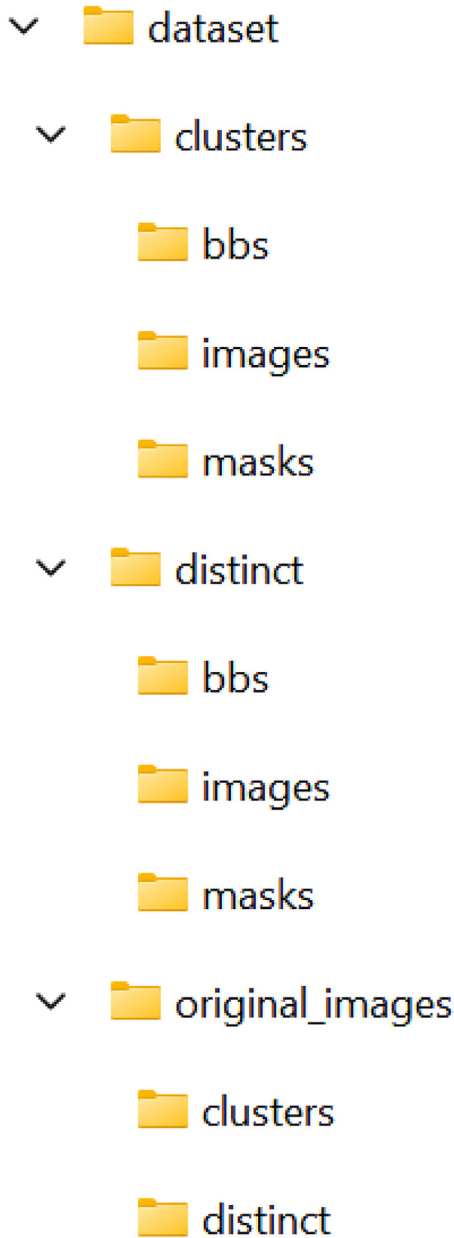 dataset
clusters
bbs
images
masks
distinct
bbs
images
masks
original_images
clusters
distinct